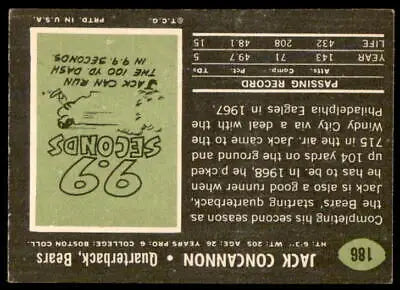 186
JACK CONCANNON • Quarterback, Bears
HT: 6'3" WT: 205 AGE: 26 YEARS PRO: 6 COLLEGE: BOSTON COLL.
Completing his second season as
the Bears, starting quarterback,
Jack is also a good runner when
he has to be. In 1968, he picked
up 104 yards on the ground and
715 in the air. Jack came to the
Windy City via a deal with the
Philadelphia Eagles in 1967.
PASSING RECORD
Atts. Comp. Pct. TDs
YEAR 143 71 49.7 5
LIFE 432 208 48.1 15
9.9
SECONDS
JACK CAN RUN
THE 100 YD DASH
IN 9.9 SECONDS.
©T.C.G. PRTD. IN U.S.A.